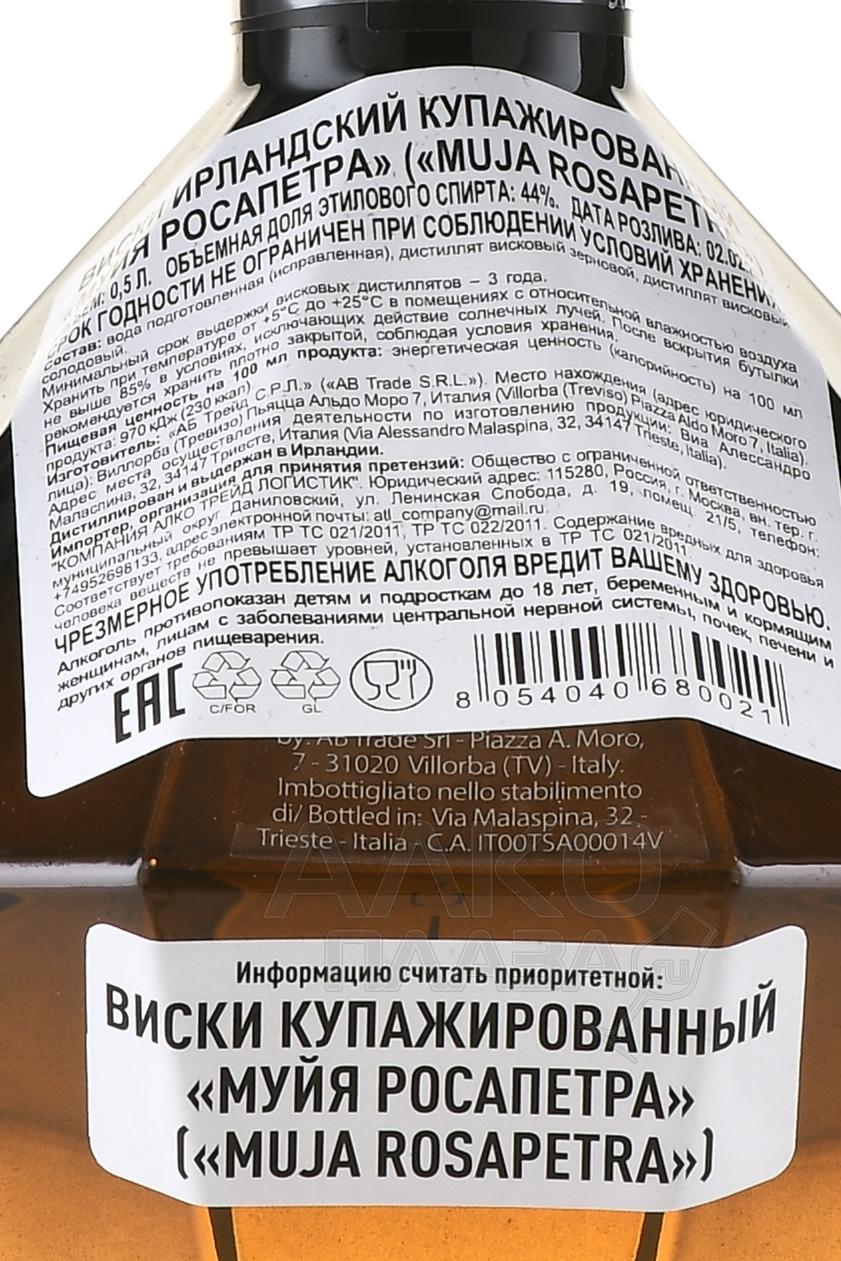 ВИСКИ ИРЛАНДСКИЙ КУПАЖИРОВАННЫЙ
РОСАПЕТРА» («MUJA ROSAPETRA
0,5 Л. ОБЪЕМНАЯ ДОЛЯ ЭТИЛОВОГО СПИРТА: 44%. ДАТА РОЗЛИВА:
СРОК ГОДНОСТИ НЕ ОГРАНИЧЕН ПРИ СОБЛЮДЕНИИ УСЛОВИЙ ХРАНЕНИЯ
Состав: вода подготовленная (исправленная), дистиллят висковый зерновой, дистиллят висковый
солодовый.
Минимальный срок выдержки висковых дистиллятов – 3 года.
Хранить при температуре от +5°C до +25°C в помещениях с относительной влажностью воздуха
не выше 85% в условиях, исключающих действие солнечных лучей. После вскрытия бутылки
рекомендуется хранить плотно закрытой, соблюдая условия хранения.
Пищевая ценность на 100 мл продукта: энергетическая ценность (калорийность) на 100 мл
продукта: 970 кДж (230 ккал).
Изготовитель: «АБ Трейд С.Р.Л.» («AB Trade S.R.L.»). Место нахождения (адрес юридического
лица): Виллорба (Тревизо) Пьяцца Альдо Моро 7, Италия (Villorba (Treviso) Piazza Aldo Moro 7, Italia).
Адрес места осуществления деятельности по изготовлению продукции: Виа Алессандро
Маласпина, 32, 34147 Триесте, Италия (Via Alessandro Malaspina, 32, 34147 Trieste, Italia).
Дистиллирован и выдержан в Ирландии.
Импортер, организация для принятия претензий: Общество с ограниченной ответственностью
"КОМПАНИЯ АЛКО ТРЕЙД ЛОГИСТИК". Юридический адрес: 115280, Россия, г. Москва, вн. тер. г.
муниципальный округ Даниловский, ул. Ленинская Слобода, д. 19, помещ. 21/5, телефон:
+74952698133, адрес электронной почты: atl_company@mail.ru.
Соответствует требованиям ТР ТС 021/2011, ТР ТС 022/2011. Содержание вредных для здоровья
человека веществ не превышает уровней, установленных в ТР ТС 021/2011.
ЧРЕЗМЕРНОЕ УПОТРЕБЛЕНИЕ АЛКОГОЛЯ ВРЕДИТ ВАШЕМУ ЗДОРОВЬЮ.
Алкоголь противопоказан детям и подросткам до 18 лет, беременным и кормящим
женщинам, лицам с заболеваниями центральной нервной системы, почек, печени и
других органов пищеварения.
EAC
C/FOR
GL
8 054040 680021
by: AB Trade Srl - Piazza A. Moro,
7 - 31020 Villorba (TV) - Italy.
Imbottigliato nello stabilimento
di/ Bottled in: Via Malaspina, 32 -
Trieste - Italia - C.A. IT00TSA00014V
АЛКО
ПЛАЗА
.ru
Информацию считать приоритетной:
ВИСКИ КУПАЖИРОВАННЫЙ
«МУЙЯ РОСАПЕТРА»
(«MUJA ROSAPETRA»)